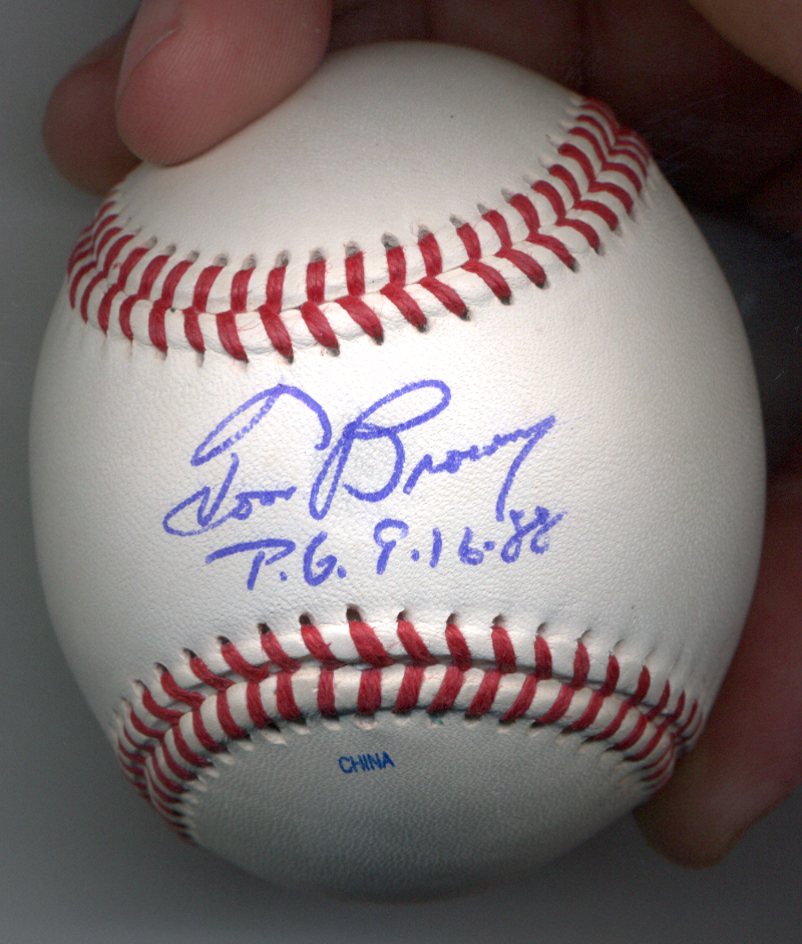 Tom Browning
P.G. 9.16.88
CHINA